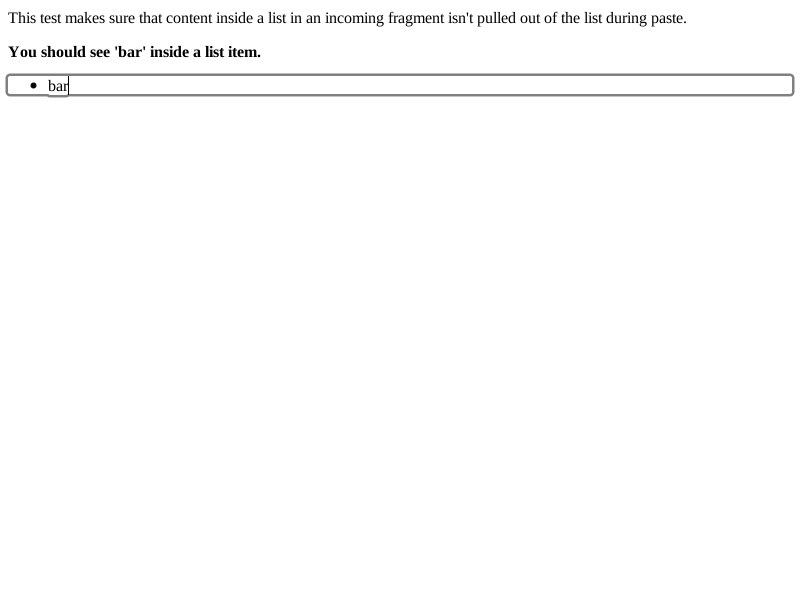 This test makes sure that content inside a list in an incoming fragment isn't pulled out of the list during paste.
You should see 'bar' inside a list item.
• bar